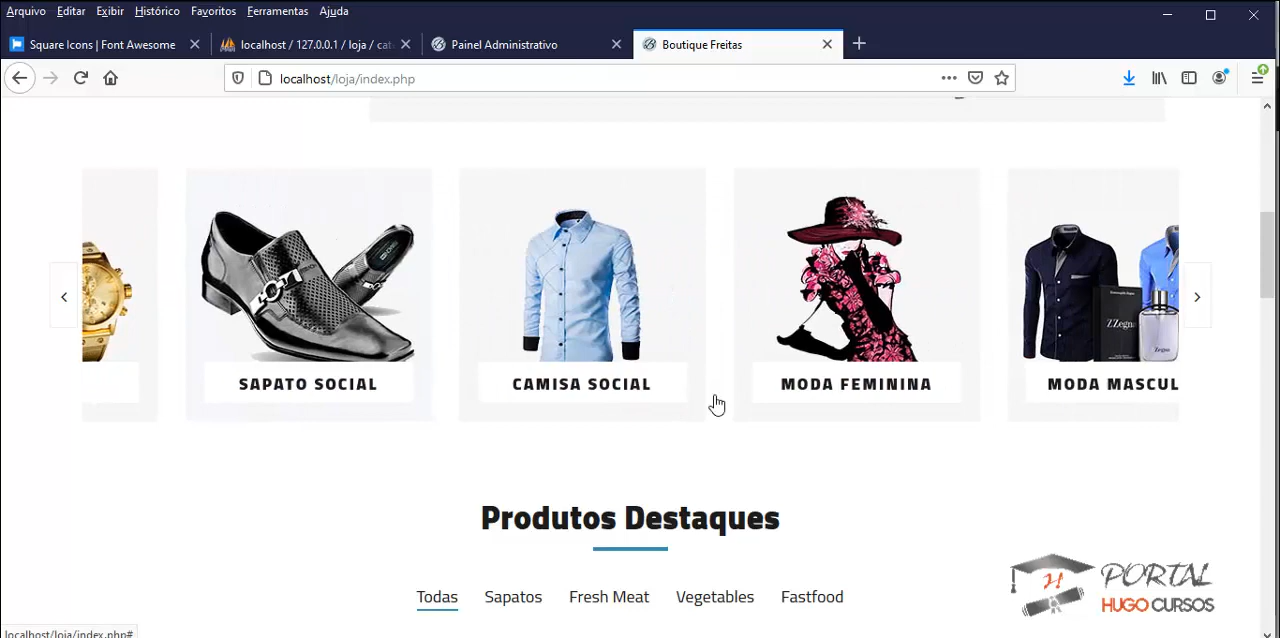 Arquivo Editar Exibir Histórico Favoritos Ferramentas Ajuda
Square Icons | Font Awesome
localhost / 127.0.0.1 / loja / cat
Painel Administrativo
Boutique Freitas
localhost/loja/index.php
ZZegna
Zegna
SAPATO SOCIAL
CAMISA SOCIAL
MODA FEMININA
MODA MASCUL
Produtos Destaques
Todas Sapatos Fresh Meat Vegetables Fastfood
H PORTAL
HUGO CURSOS
localhost/loja/index.php#